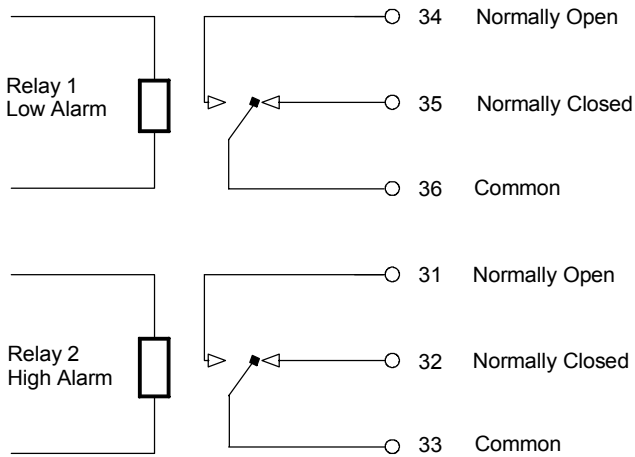 34 Normally Open
Relay 1
Low Alarm
35 Normally Closed
36 Common
31 Normally Open
Relay 2
High Alarm
32 Normally Closed
33 Common